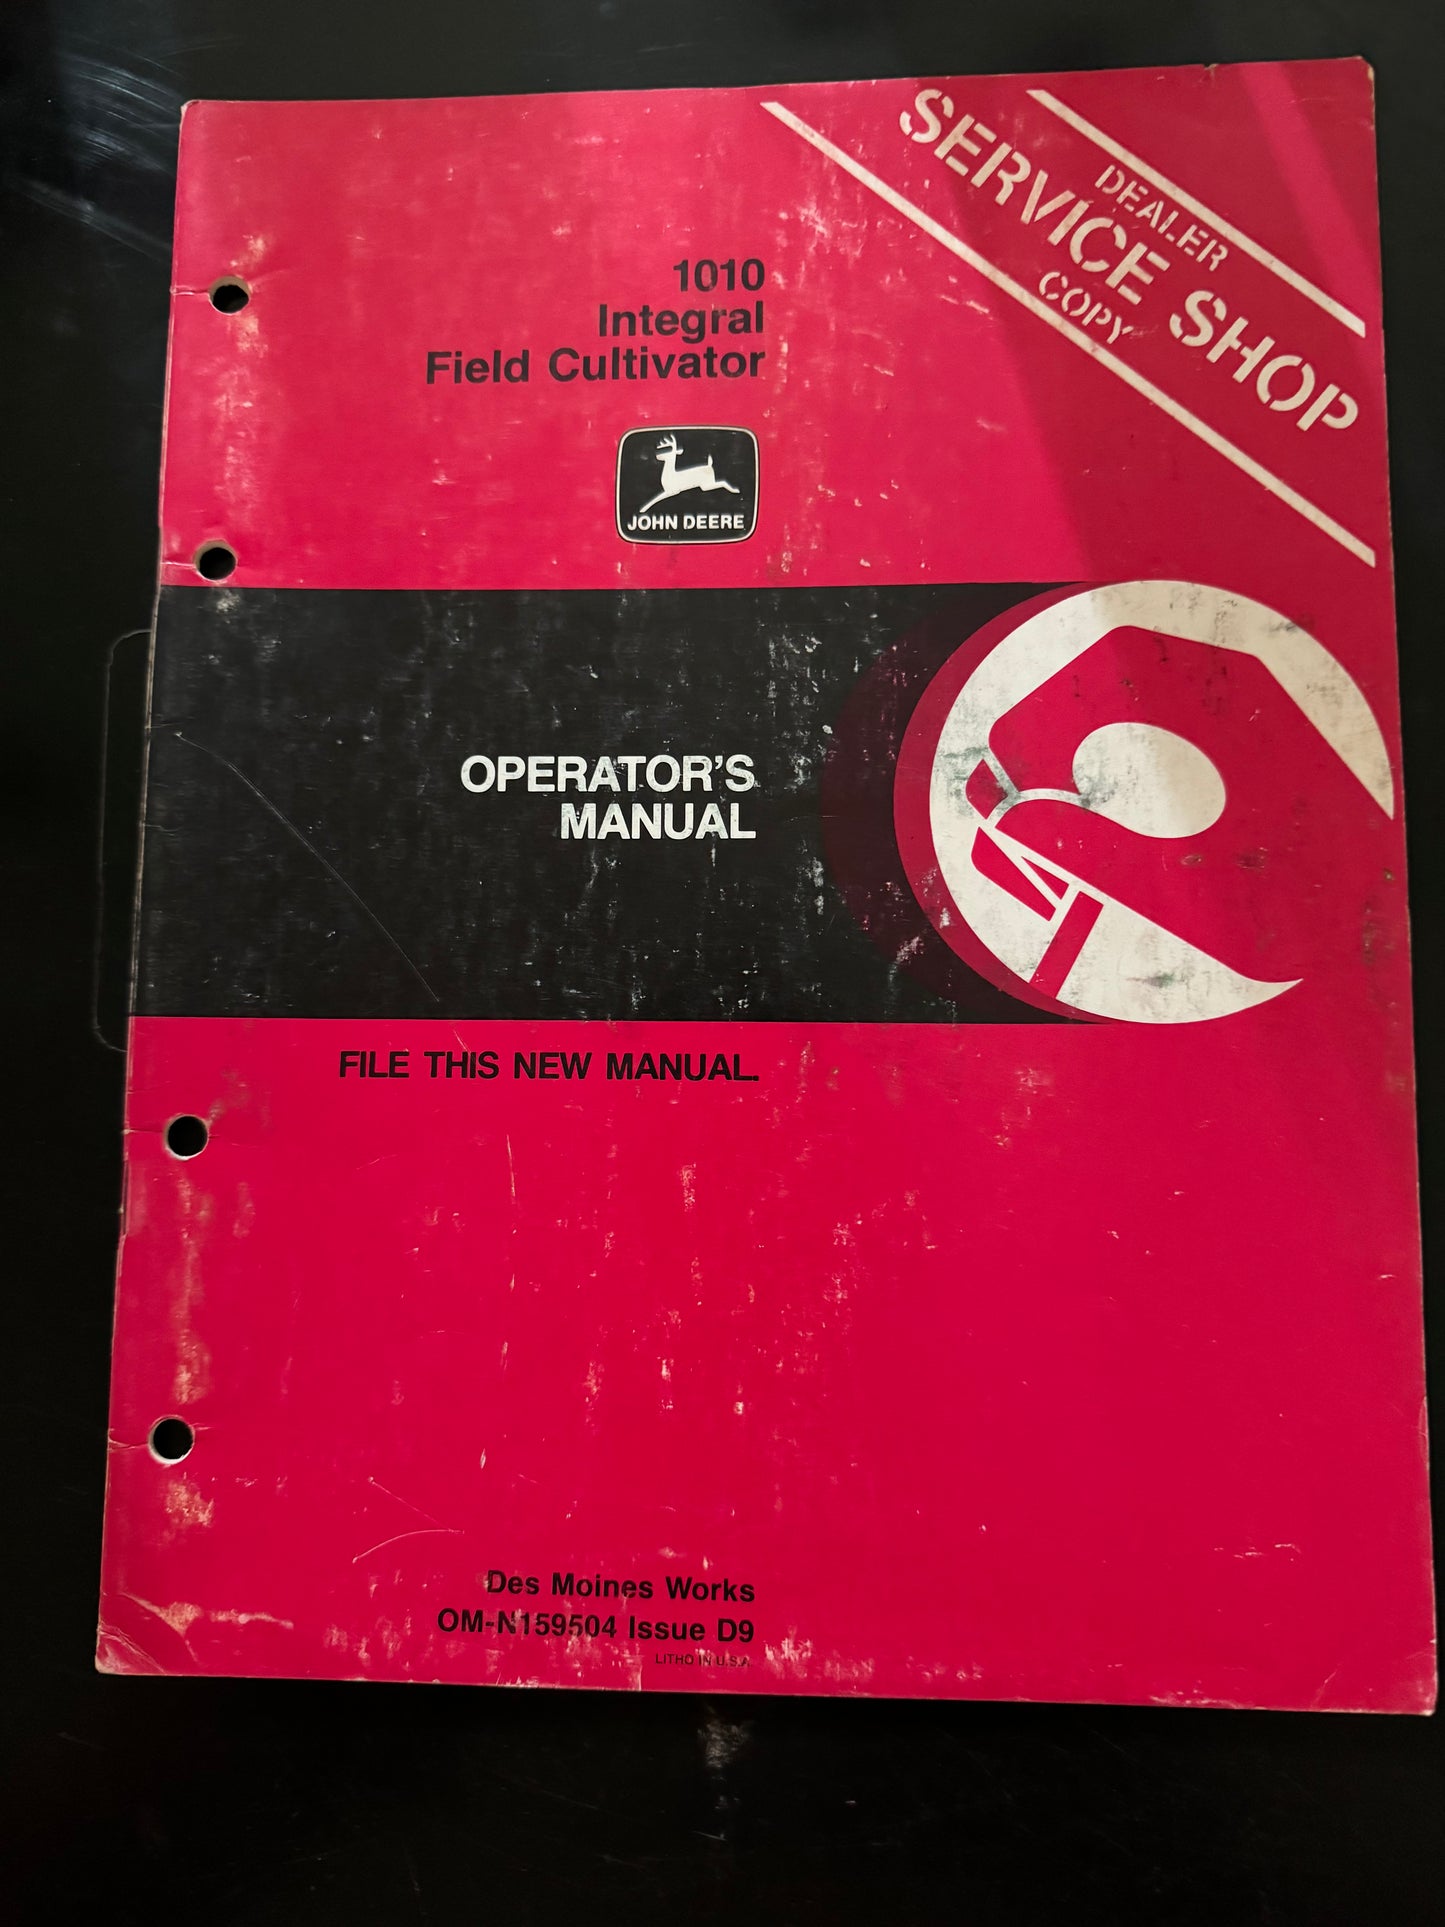 DEALER
SERVICE SHOP
COPY
1010
Integral
Field Cultivator
JOHN DEERE
OPERATOR'S
MANUAL
FILE THIS NEW MANUAL.
Des Moines Works
OM-N159504 Issue D9
LITHO IN U.S.A.